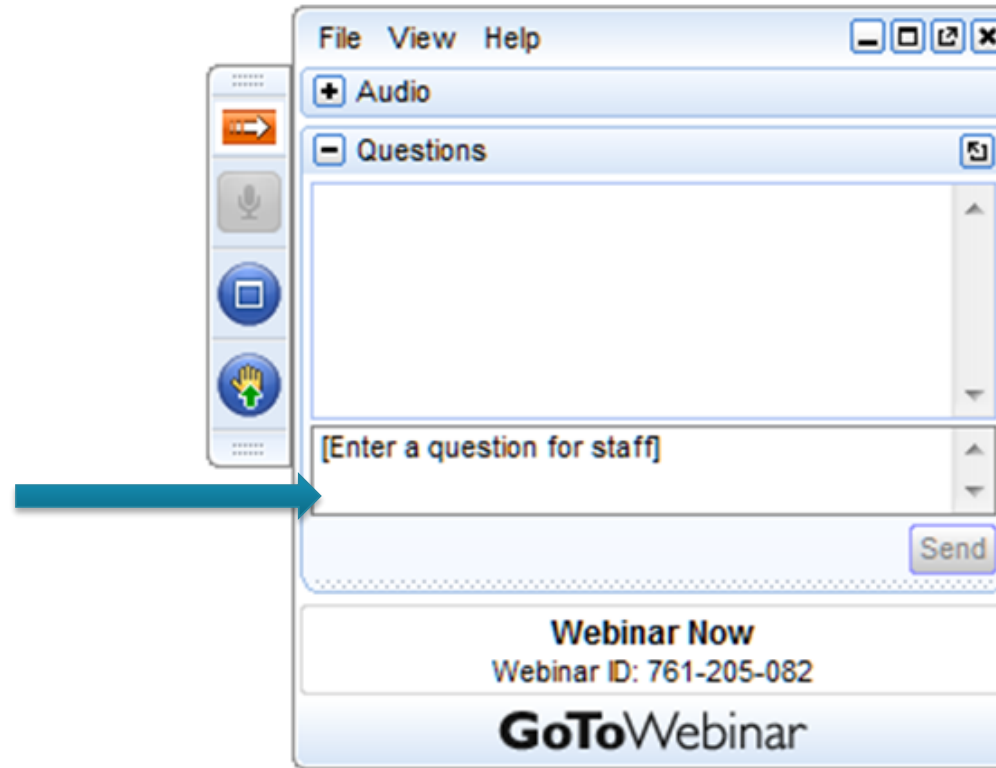 File View Help
Audio
Questions
[Enter a question for staff]
Send
Webinar Now
Webinar ID: 761-205-082
GoToWebinar